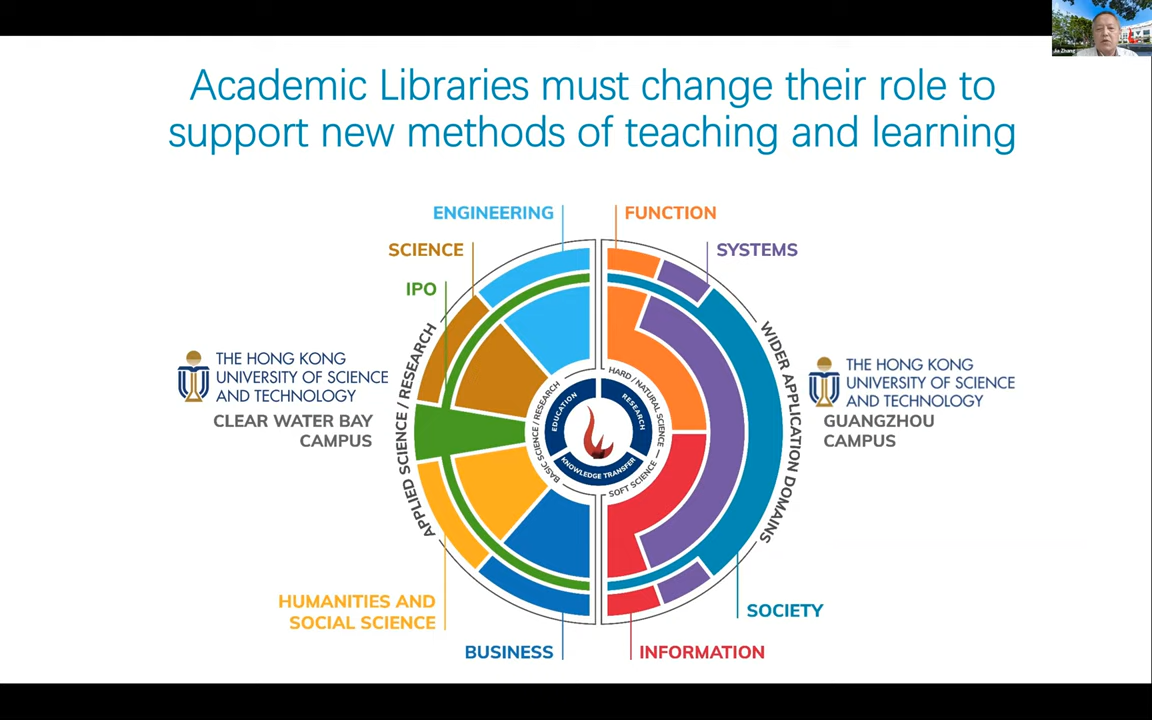 Jia Zhang
Academic Libraries must change their role to
support new methods of teaching and learning
ENGINEERING
FUNCTION
SCIENCE
SYSTEMS
IPO
THE HONG KONG
UNIVERSITY OF SCIENCE
AND TECHNOLOGY
CLEAR WATER BAY
CAMPUS
APPLIED SCIENCE / RESEARCH
BASIC SCIENCE / RESEARCH
EDUCATION
RESEARCH
KNOWLEDGE TRANSFER
HARD / NATURAL SCIENCE
SOFT SCIENCE
WIDER APPLICATION DOMAINS
THE HONG KONG
UNIVERSITY OF SCIENCE
AND TECHNOLOGY
GUANGZHOU
CAMPUS
HUMANITIES AND
SOCIAL SCIENCE
SOCIETY
BUSINESS
INFORMATION